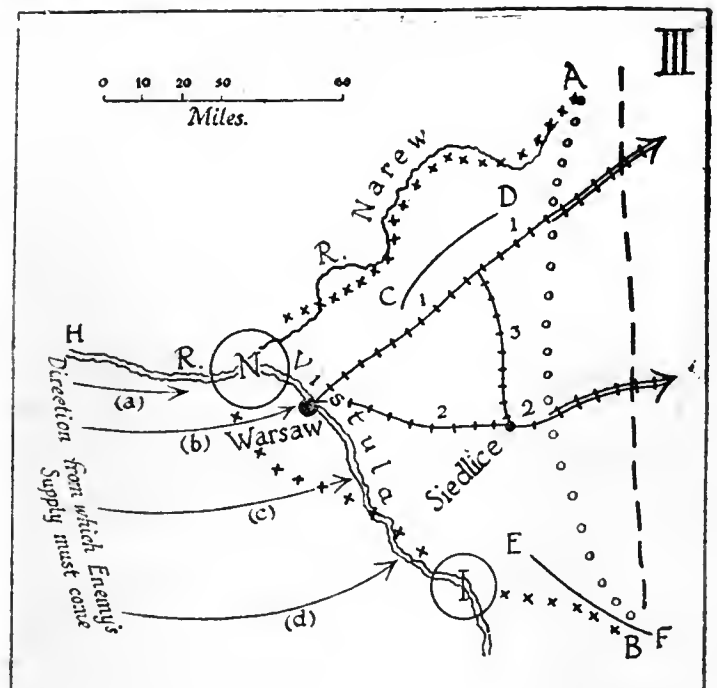 III
A
0 10 20 30 60
Miles.
R. Narew
D
1
C
1
3
H
R. Vistula
N
Direction from which Enemy's
Supply must come
(a)
(b)
Warsaw
2
2
Siedlice
(c)
E
I
(d)
B
F